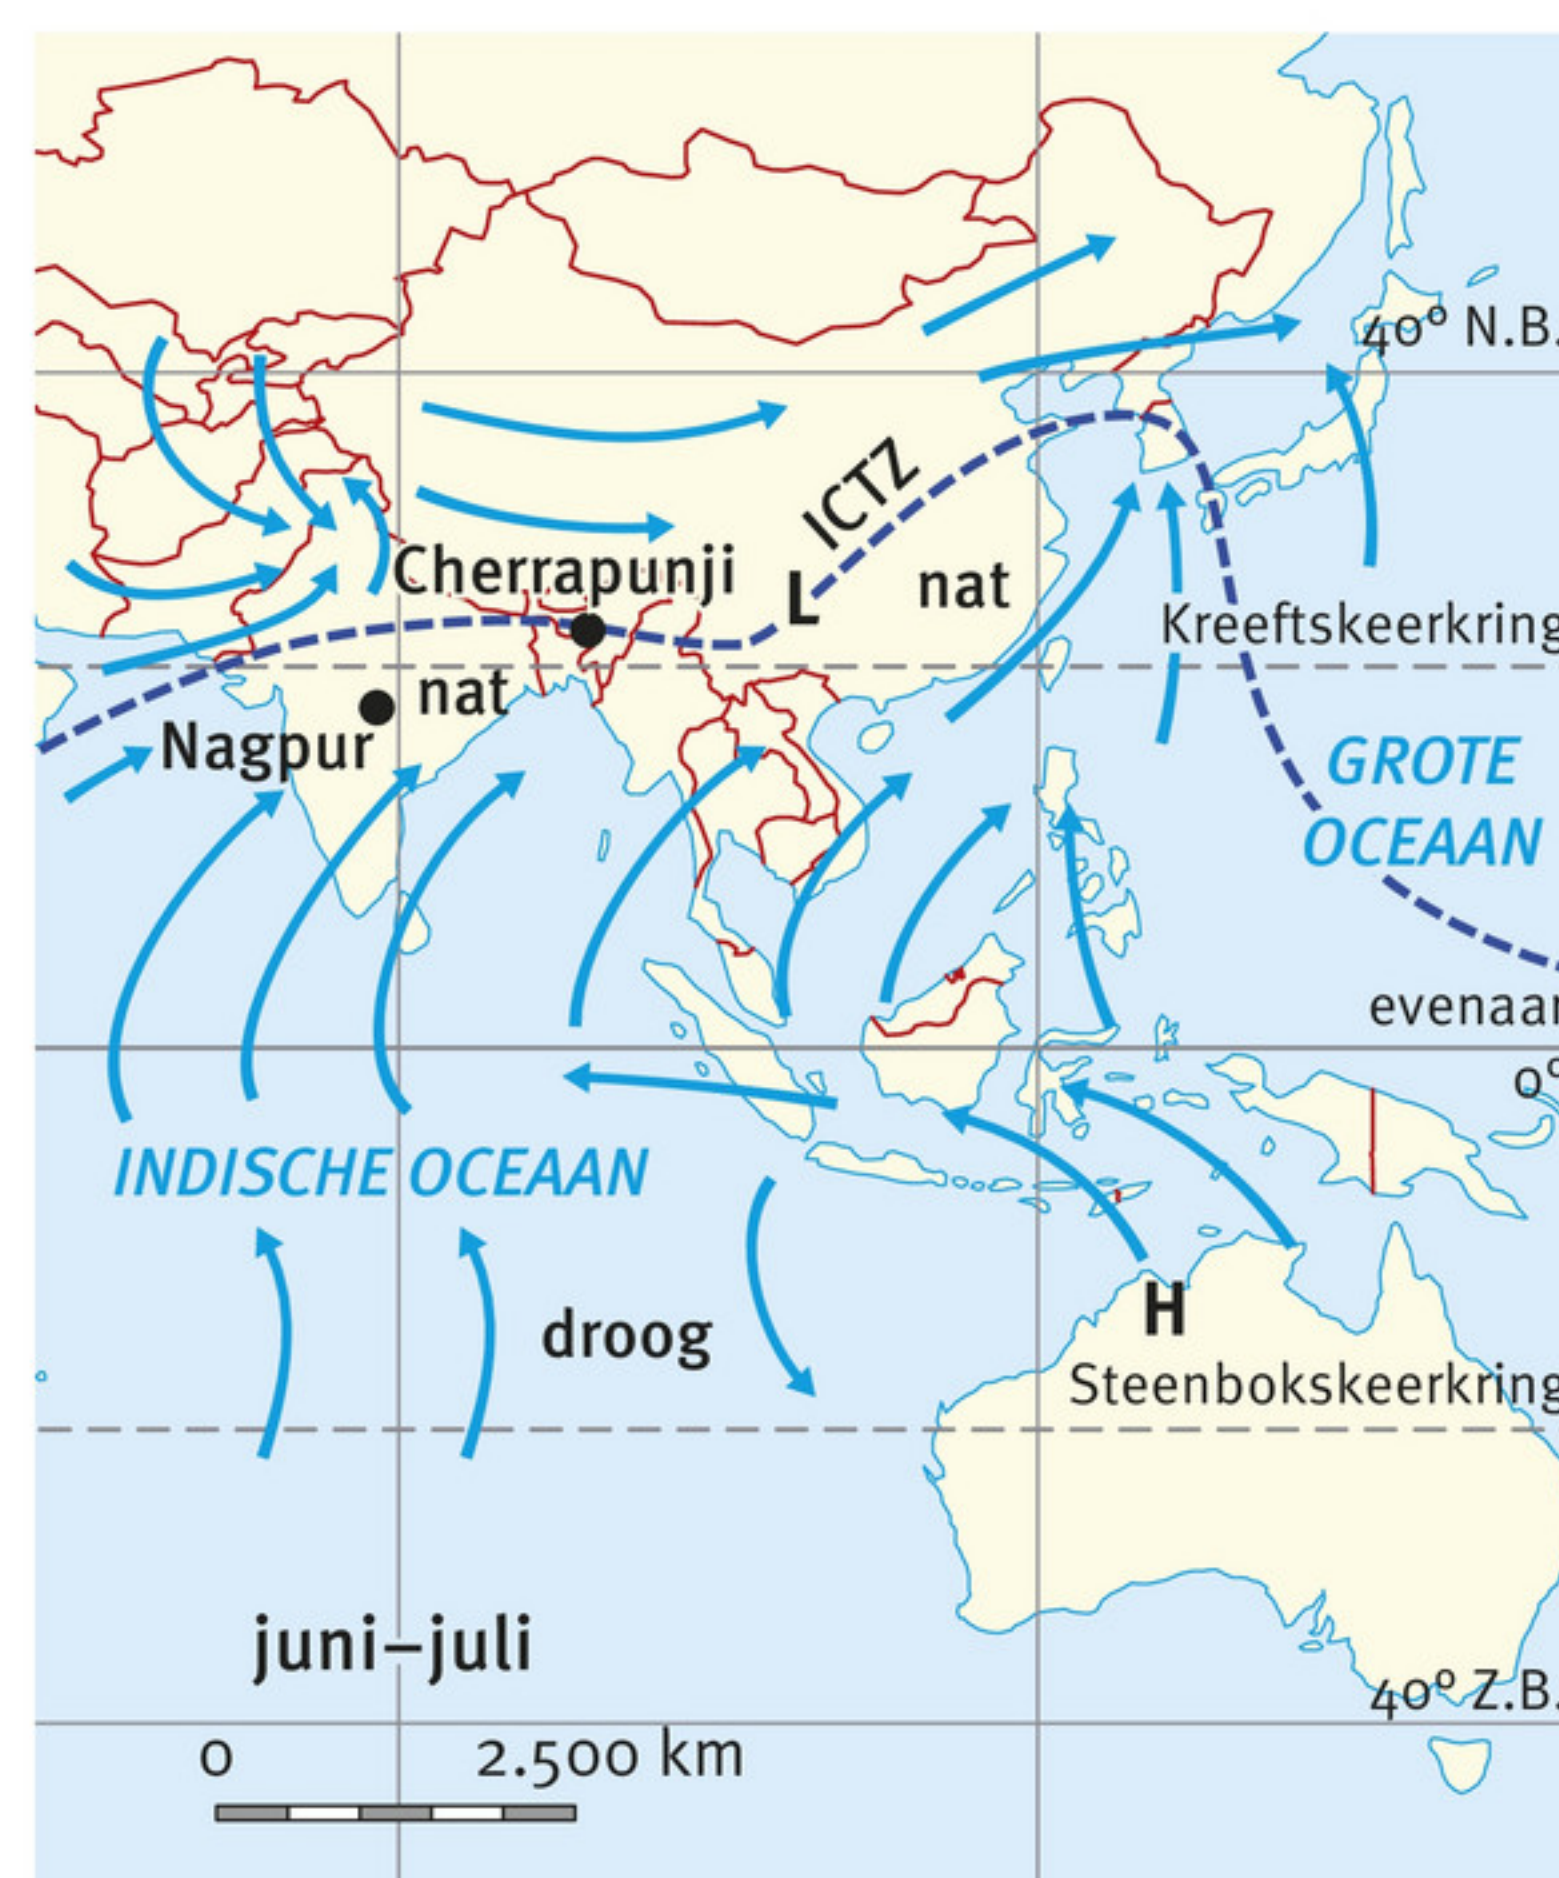 40° N.B.
ICTZ
Cherrapunji
L
nat
Kreeftskeerkring
nat
Nagpur
GROTE
OCEAAN
evenaar
0°
INDISCHE OCEAAN
H
droog
Steenbokskeerkring
juni–juli
40° Z.B.
0
2.500 km